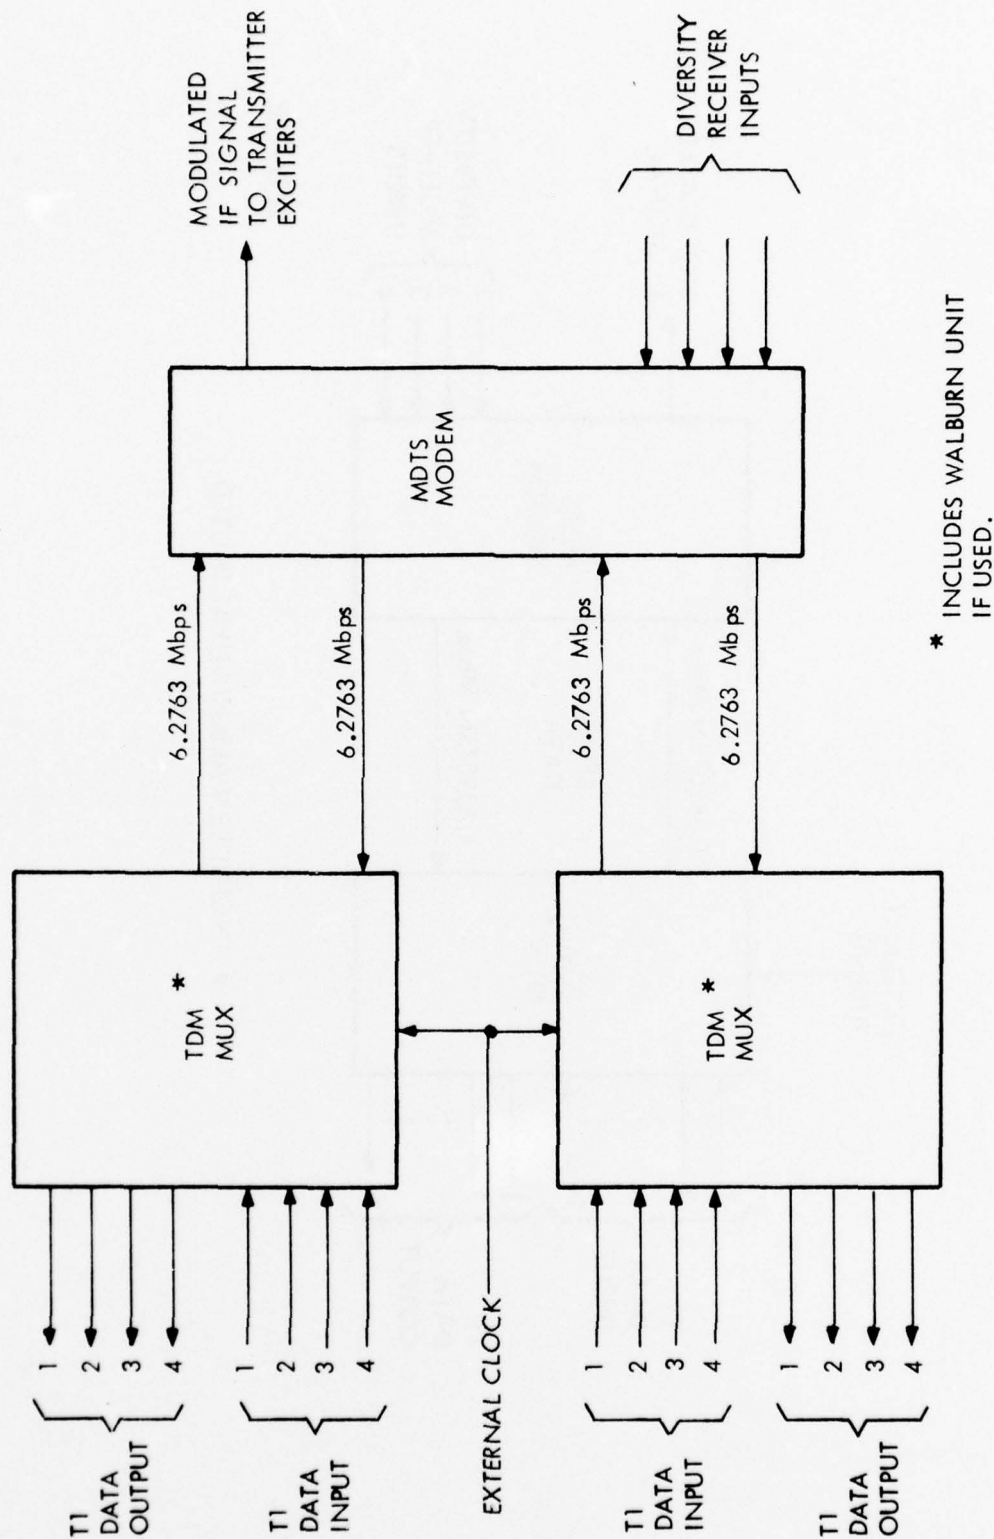 T1
DATA
OUTPUT
1
2
3
4
T1
DATA
INPUT
1
2
3
4
TDM *
MUX
EXTERNAL CLOCK
T1
DATA
INPUT
1
2
3
4
T1
DATA
OUTPUT
1
2
3
4
TDM *
MUX
6.2763 Mbps
6.2763 Mbps
6.2763 Mbps
6.2763 Mbps
MDTS
MODEM
MODULATED
IF SIGNAL
TO TRANSMITTER
EXCITERS
DIVERSITY
RECEIVER
INPUTS
* INCLUDES WALBURN UNIT
IF USED.